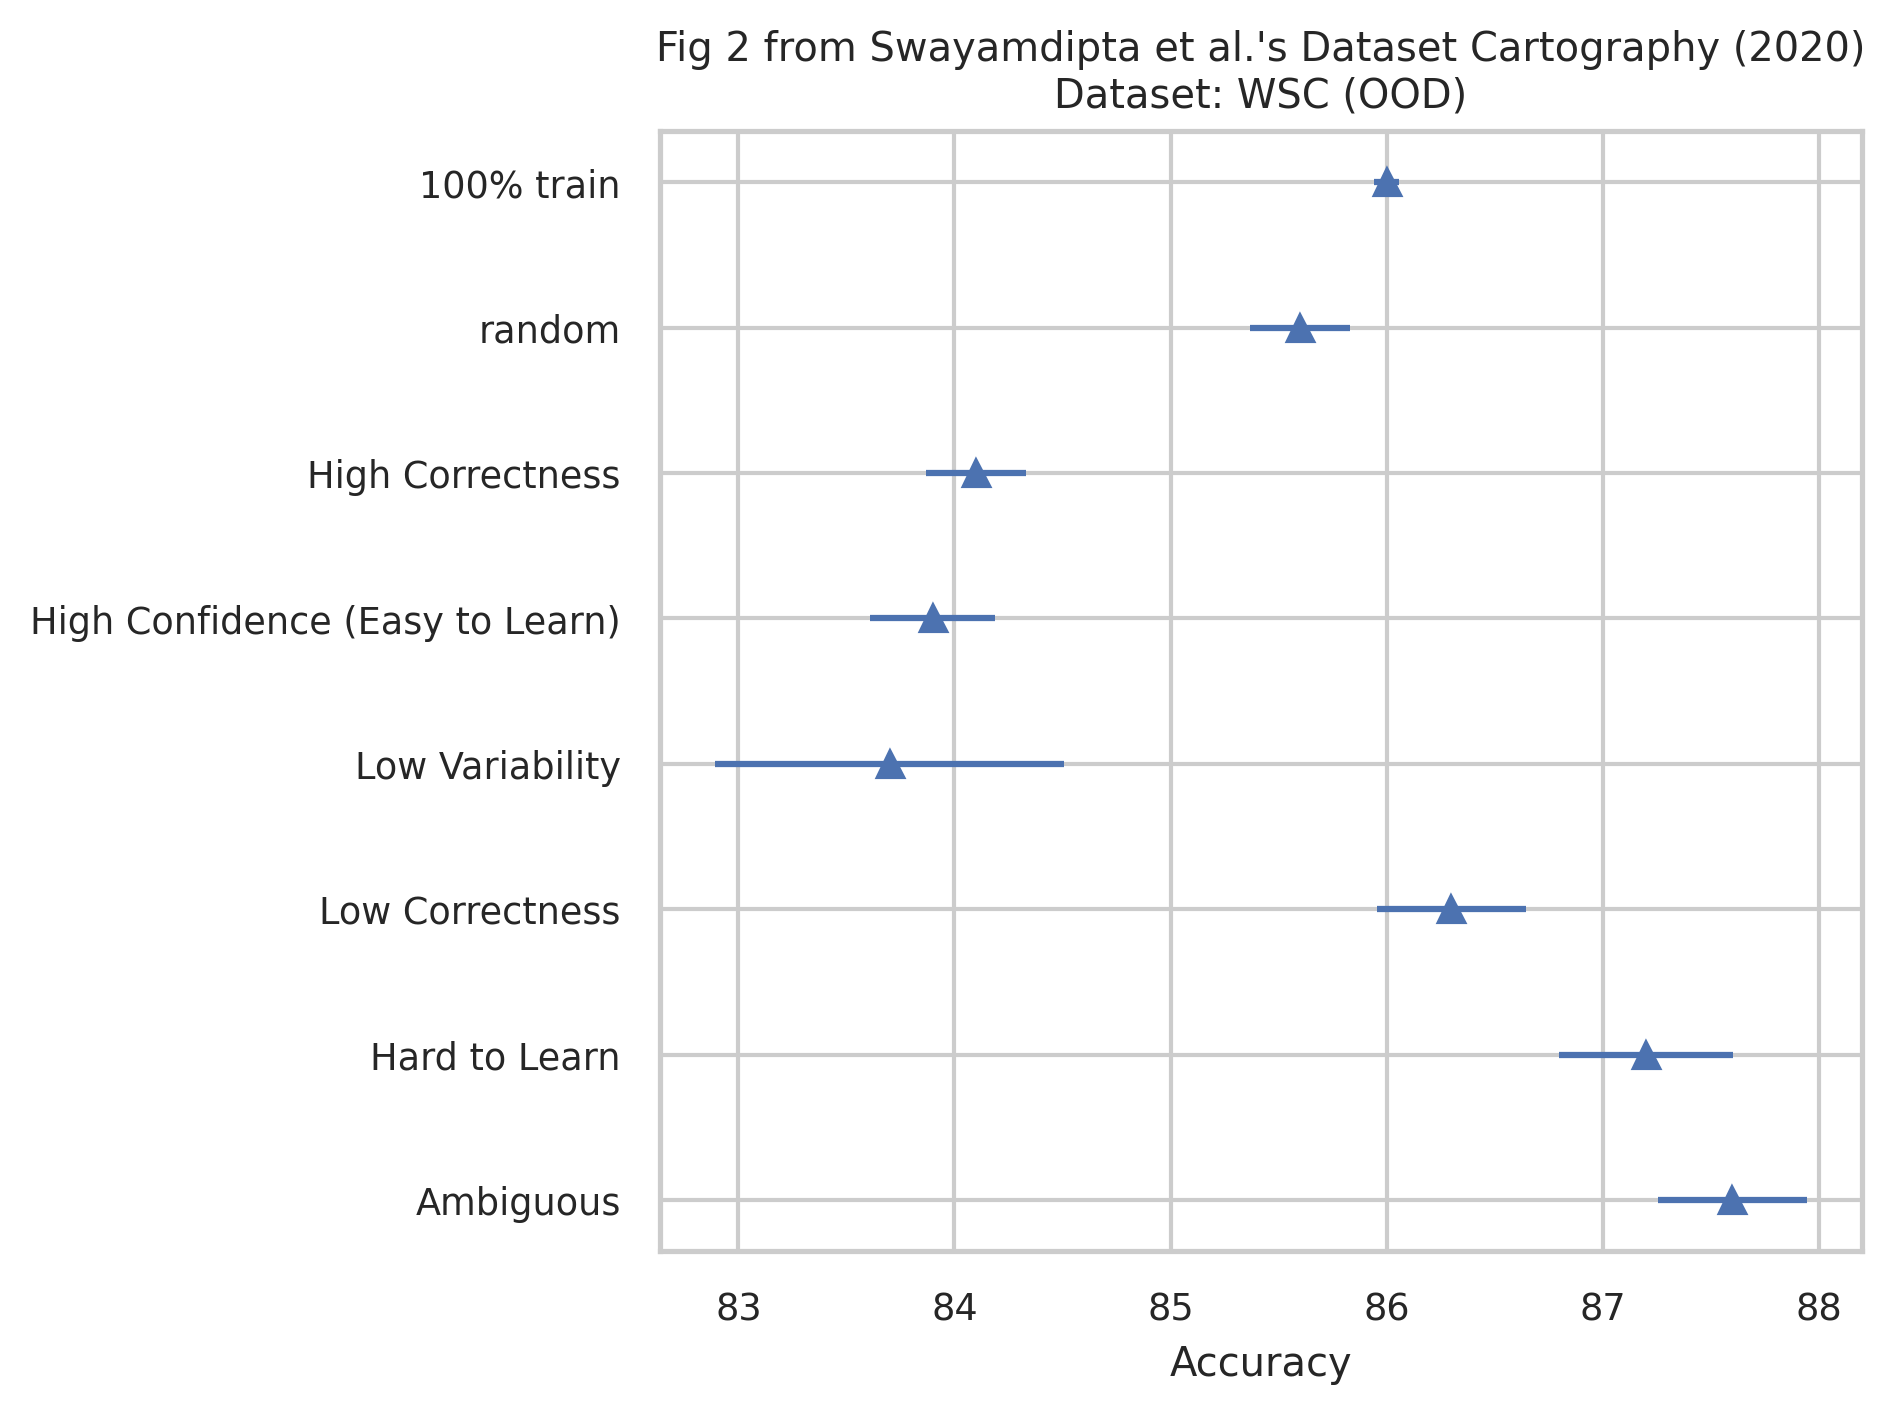 Fig 2 from Swayamdipta et al.'s Dataset Cartography (2020)
Dataset: WSC (OOD)
100% train
random
High Correctness
High Confidence (Easy to Learn)
Low Variability
Low Correctness
Hard to Learn
Ambiguous
83 84 85 86 87 88
Accuracy